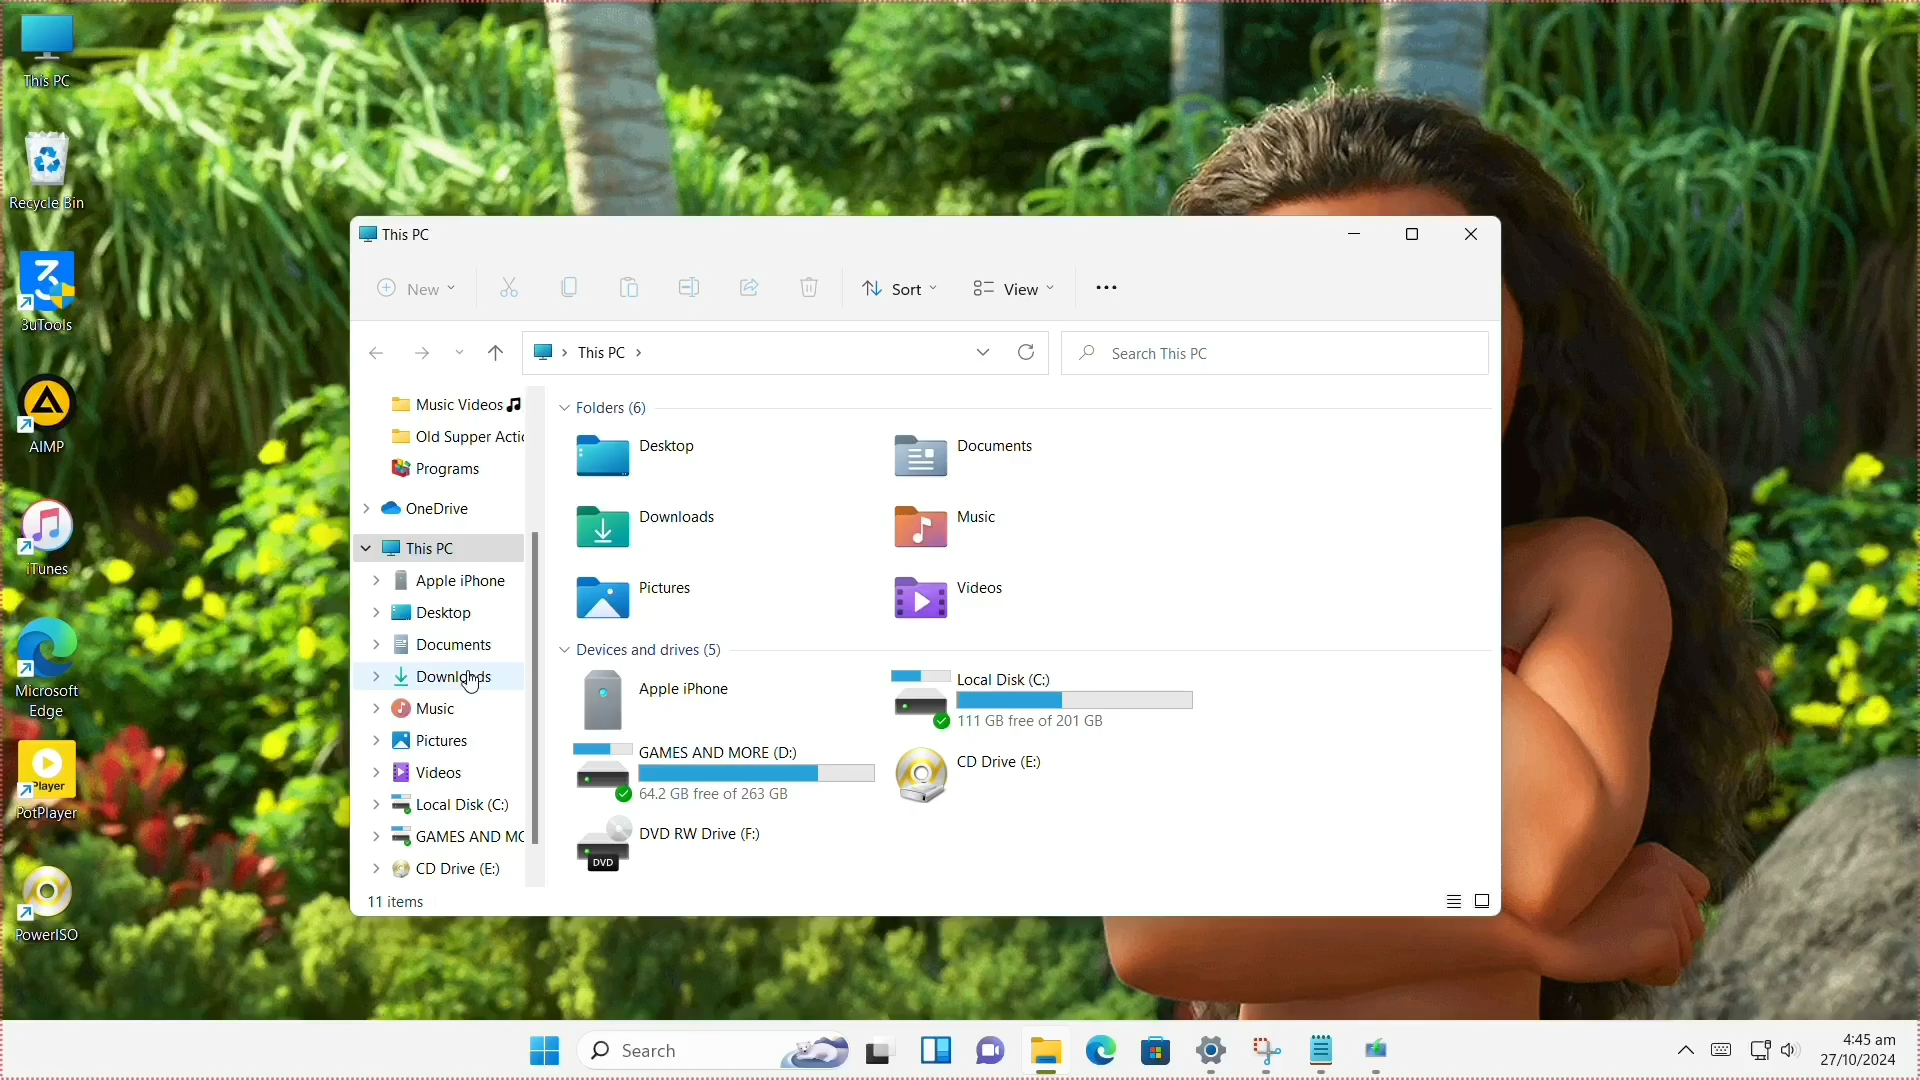 This PC
Recycle Bin
3uTools
AIMP
iTunes
Microsoft
Edge
Player
PotPlayer
PowerISO
This PC
New
Sort
View
This PC
Search This PC
Music Videos
Old Supper Actic
Programs
OneDrive
This PC
Apple iPhone
Desktop
Documents
Downloads
Music
Pictures
Videos
Local Disk (C:)
GAMES AND MO
CD Drive (E:)
Folders (6)
Desktop
Documents
Downloads
Music
Pictures
Videos
Devices and drives (5)
Apple iPhone
Local Disk (C:)
111 GB free of 201 GB
GAMES AND MORE (D:)
64.2 GB free of 263 GB
CD Drive (E:)
DVD RW Drive (F:)
DVD
11 items
Search
4:45 am
27/10/2024